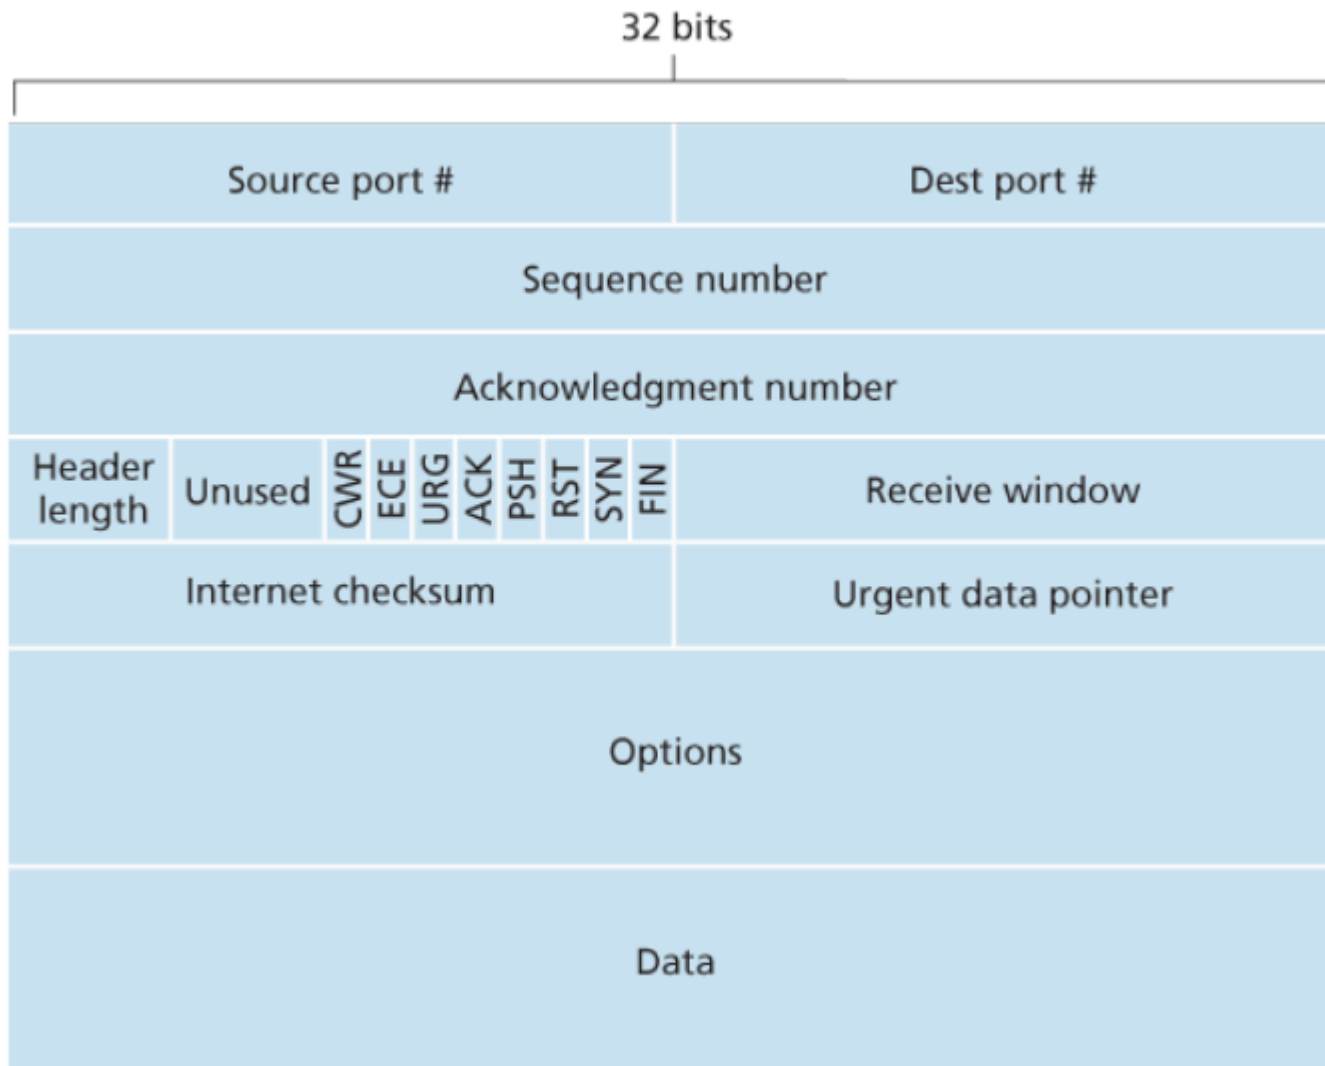 32 bits
Source port #
Dest port #
Sequence number
Acknowledgment number
Header
length
Unused
CWR
ECE
URG
ACK
PSH
RST
SYN
FIN
Receive window
Internet checksum
Urgent data pointer
Options
Data